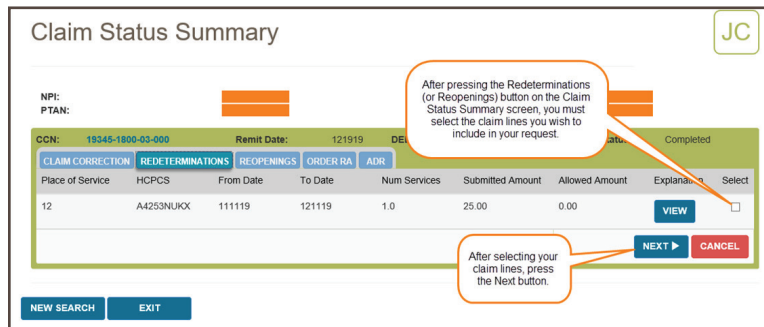 Claim Status Summary
JC
NPI:
PTAN:
After pressing the Redeterminations
(or Reopenings) button on the Claim
Status Summary screen, you must
select the claim lines you wish to
include in your request.
CCN: 19345-1800-03-000 Remit Date: 121919 Completed
CLAIM CORRECTION REDETERMINATIONS REOPENINGS ORDER RA ADR
Place of Service HCPCS From Date To Date Num Services Submitted Amount Allowed Amount Explanation Select
12 A4253NUKX 111119 121119 1.0 25.00 0.00 VIEW
After selecting your
claim lines, press
the Next button.
NEXT CANCEL
NEW SEARCH EXIT